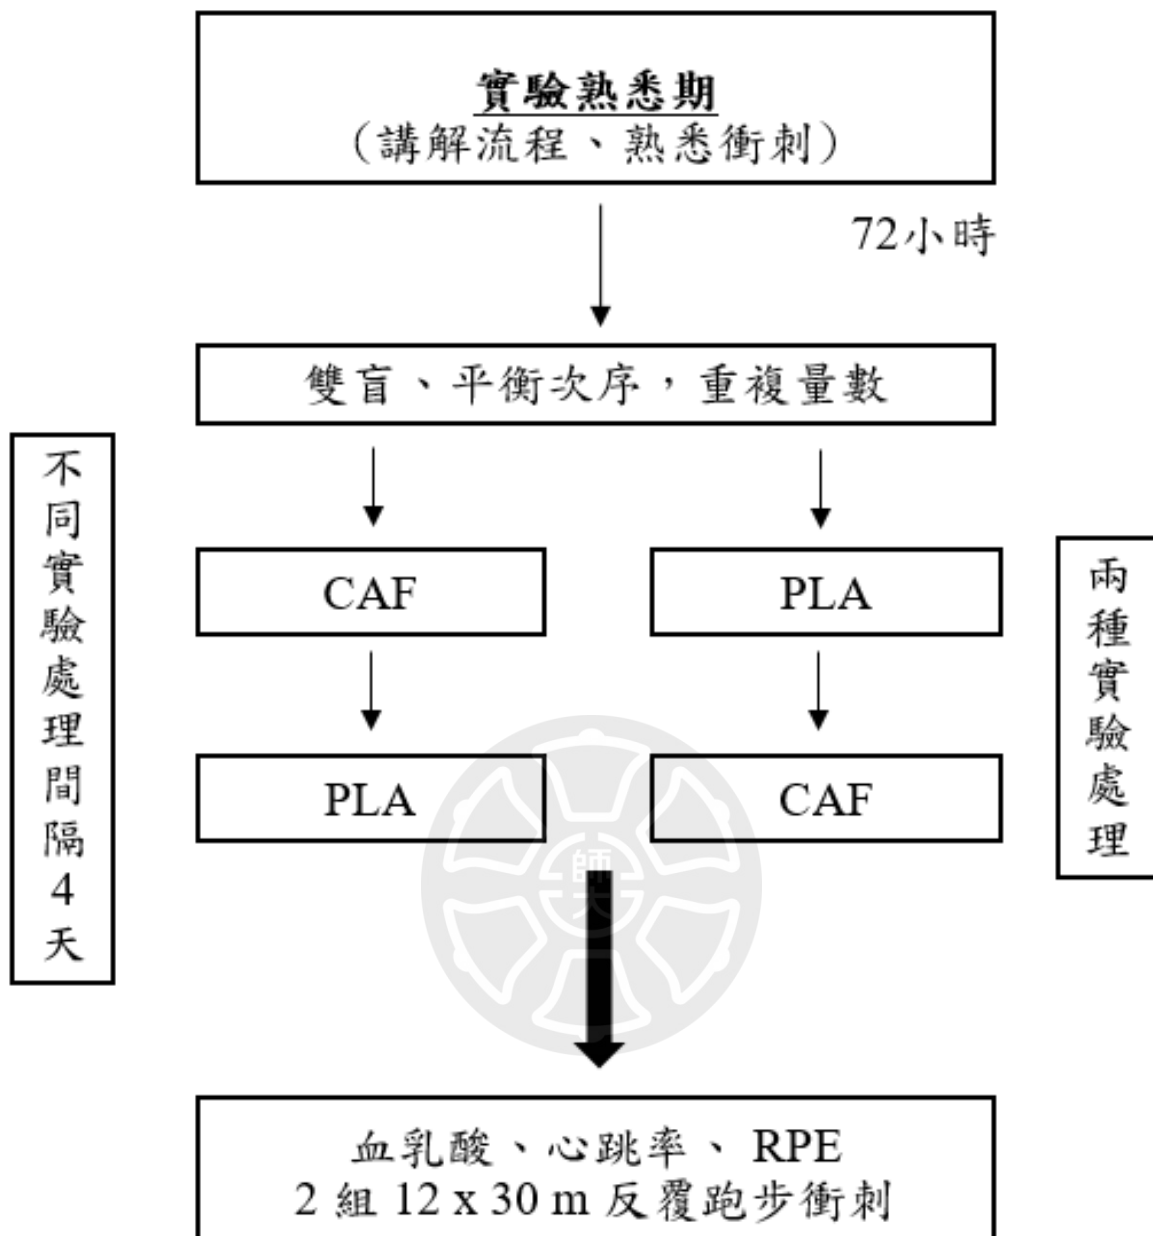 實驗熟悉期
（講解流程、熟悉衝刺）
72小時
雙盲、平衡次序，重複量數
不同實驗處理間隔4天
CAF
PLA
兩種實驗處理
PLA
CAF
師大
血乳酸、心跳率、 RPE
2 組 12 x 30 m 反覆跑步衝刺